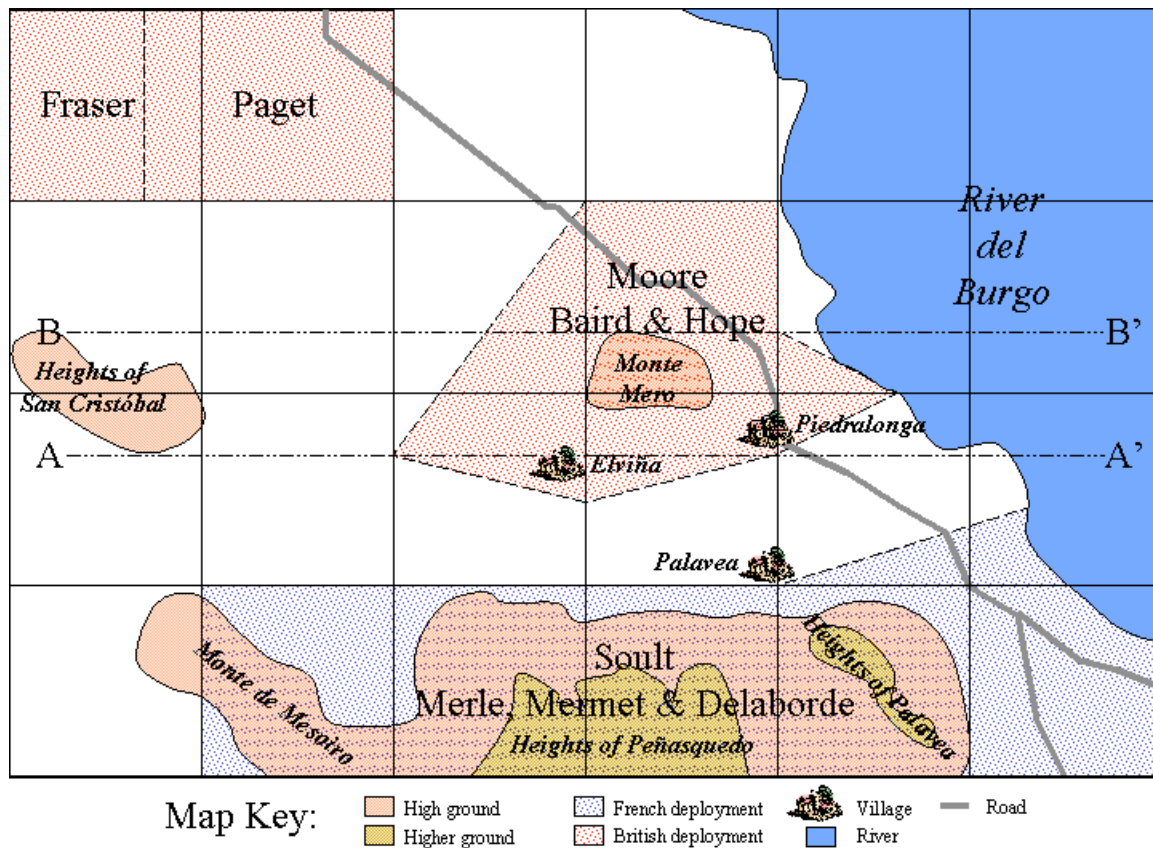 Fraser
Paget
River
del
Burgo
Moore
Baird & Hope
B
B’
Heights of
San Cristóbal
Monte
Mero
Piedralonga
A
A’
Elviña
Palavea
Monte de Mesoiro
Soult
Merle, Mermet & Delaborde
Heights of Peñasquedo
Heights of Palavea
Map Key:
High ground
French deployment
Village
Road
Higher ground
British deployment
River